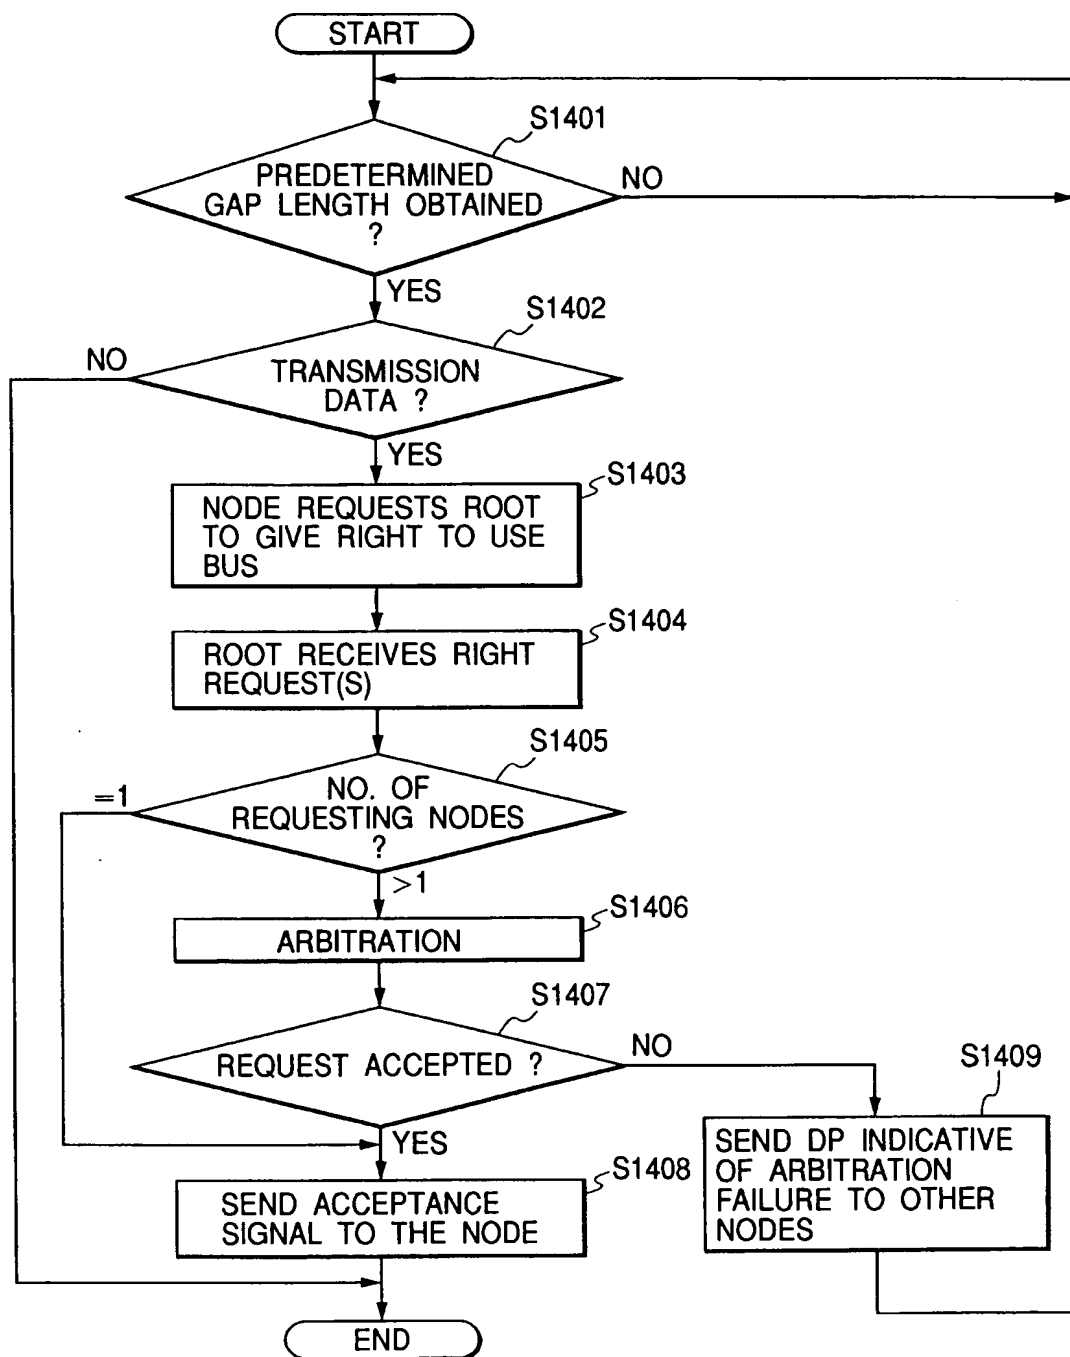 START
S1401
PREDETERMINED
GAP LENGTH OBTAINED
?
NO
YES
S1402
NO
TRANSMISSION
DATA ?
YES
S1403
NODE REQUESTS ROOT
TO GIVE RIGHT TO USE
BUS
S1404
ROOT RECEIVES RIGHT
REQUEST(S)
S1405
=1
NO. OF
REQUESTING NODES
?
>1
S1406
ARBITRATION
S1407
REQUEST ACCEPTED ?
NO
YES
S1409
SEND DP INDICATIVE
OF ARBITRATION
FAILURE TO OTHER
NODES
S1408
SEND ACCEPTANCE
SIGNAL TO THE NODE
END